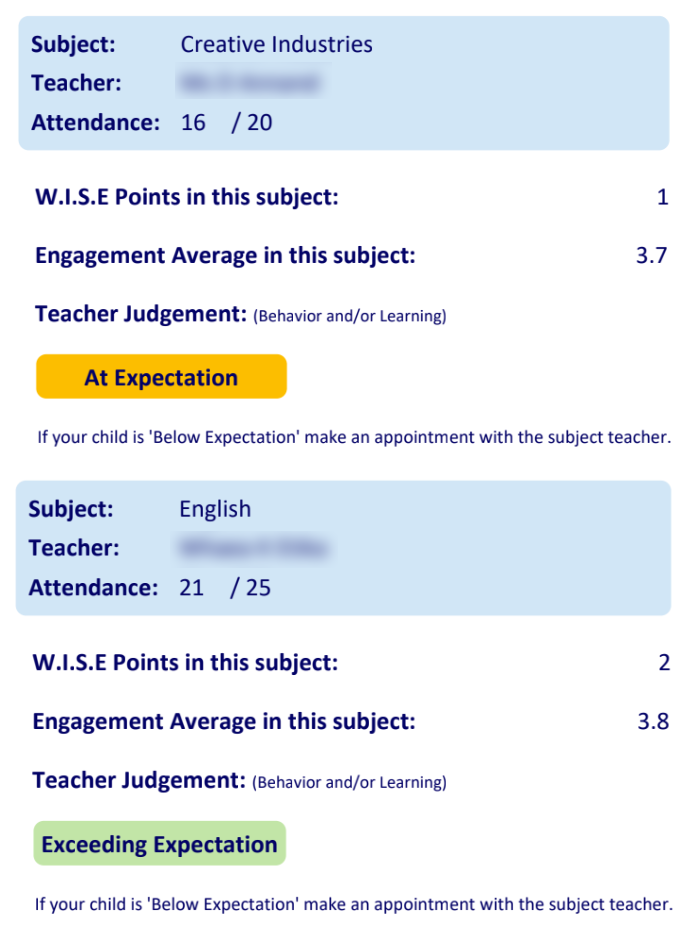 Subject: Creative Industries
Teacher:
Attendance: 16 / 20
W.I.S.E Points in this subject: 1
Engagement Average in this subject: 3.7
Teacher Judgement: (Behavior and/or Learning)
At Expectation
If your child is 'Below Expectation' make an appointment with the subject teacher.
Subject: English
Teacher:
Attendance: 21 / 25
W.I.S.E Points in this subject: 2
Engagement Average in this subject: 3.8
Teacher Judgement: (Behavior and/or Learning)
Exceeding Expectation
If your child is 'Below Expectation' make an appointment with the subject teacher.